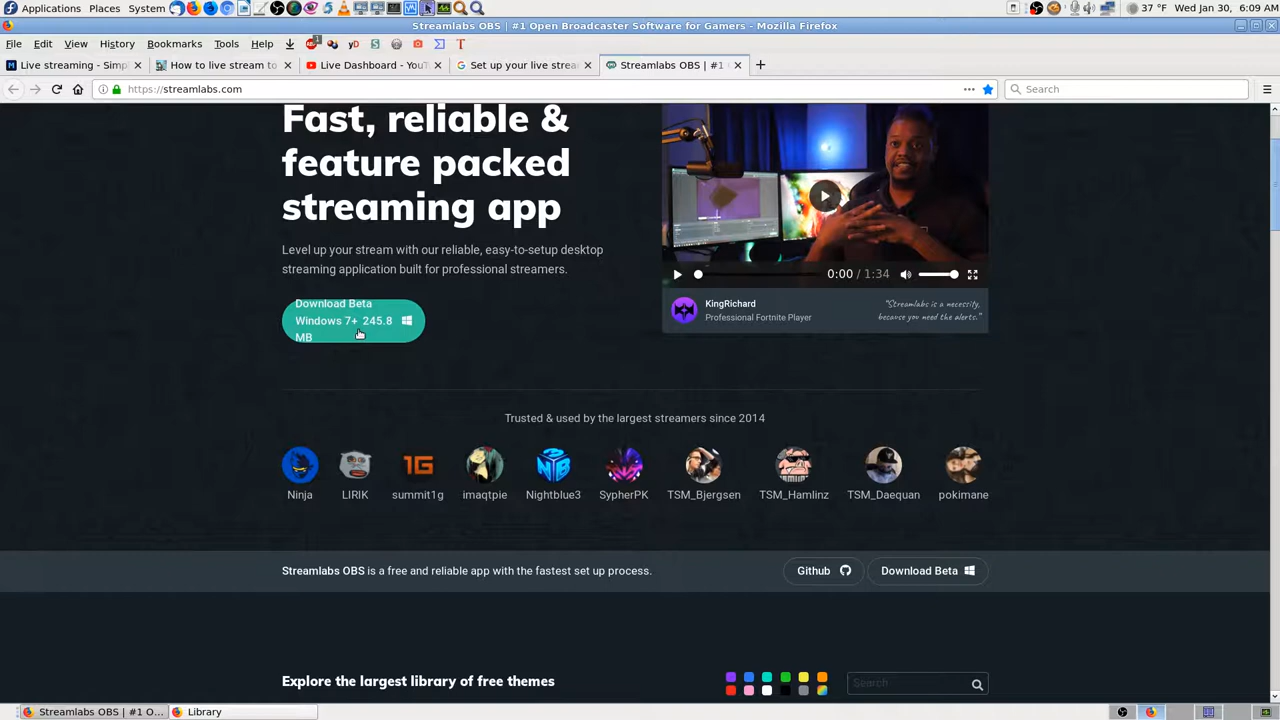 Applications Places System 37 °F Wed Jan 30, 6:09 AM
Streamlabs OBS | #1 Open Broadcaster Software for Gamers - Mozilla Firefox
File Edit View History Bookmarks Tools Help
Live streaming - Simp How to live stream to Live Dashboard - YouT Set up your live strea Streamlabs OBS | #1
https://streamlabs.com Search
Fast, reliable &
feature packed
streaming app
Level up your stream with our reliable, easy-to-setup desktop
streaming application built for professional streamers.
Download Beta
Windows 7+ 245.8
MB
0:00 / 1:34
KingRichard
Professional Fortnite Player
"Streamlabs is a necessity,
because you need the alerts."
Trusted & used by the largest streamers since 2014
1G
NTB
Ninja LIRIK summit1g imaqtpie Nightblue3 SypherPK TSM_Bjergsen TSM_Hamlinz TSM_Daequan pokimane
Streamlabs OBS is a free and reliable app with the fastest set up process. Github Download Beta
Explore the largest library of free themes Search
Streamlabs OBS | #1 O... Library